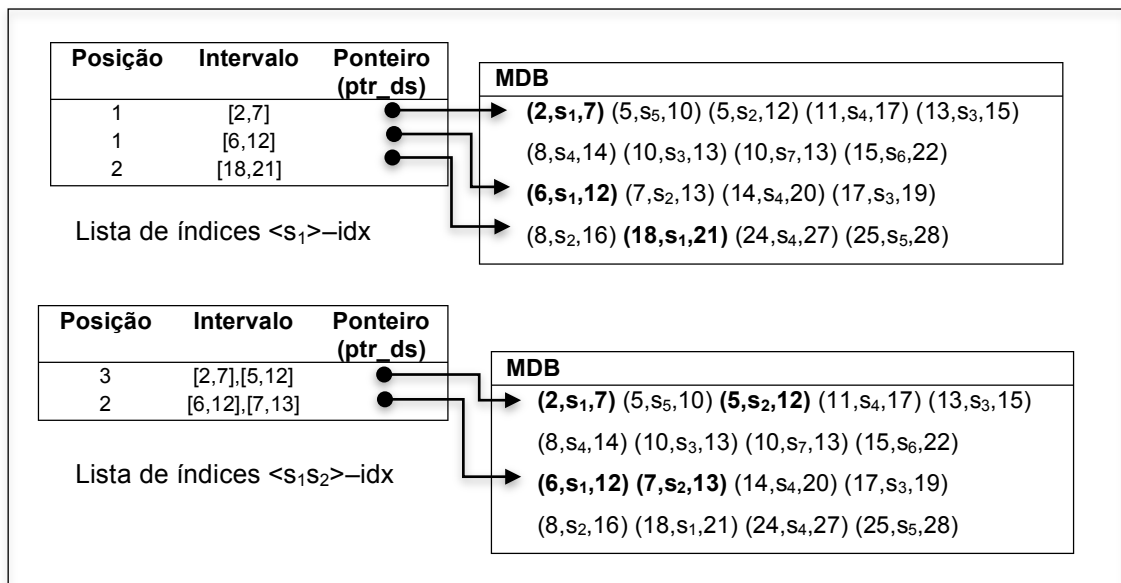 Posição Intervalo Ponteiro
(ptr_ds)
1 [2,7]
1 [6,12]
2 [18,21]
Lista de índices <s₁>–idx
MDB
(2,s₁,7) (5,s₅,10) (5,s₂,12) (11,s₄,17) (13,s₃,15)
(8,s₄,14) (10,s₃,13) (10,s₇,13) (15,s₆,22)
(6,s₁,12) (7,s₂,13) (14,s₄,20) (17,s₃,19)
(8,s₂,16) (18,s₁,21) (24,s₄,27) (25,s₅,28)
Posição Intervalo Ponteiro
(ptr_ds)
3 [2,7],[5,12]
2 [6,12],[7,13]
Lista de índices <s₁s₂>–idx
MDB
(2,s₁,7) (5,s₅,10) (5,s₂,12) (11,s₄,17) (13,s₃,15)
(8,s₄,14) (10,s₃,13) (10,s₇,13) (15,s₆,22)
(6,s₁,12) (7,s₂,13) (14,s₄,20) (17,s₃,19)
(8,s₂,16) (18,s₁,21) (24,s₄,27) (25,s₅,28)